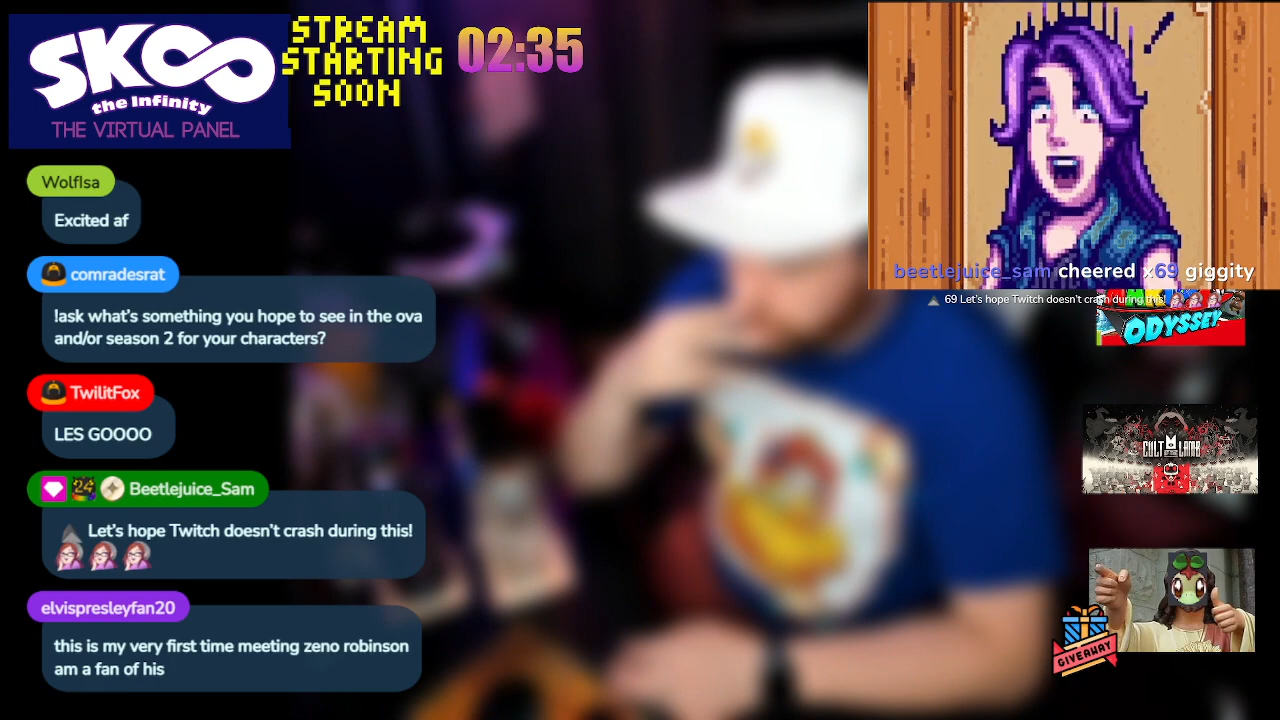 SKOO
the Infinity
THE VIRTUAL PANEL
STREAM
STARTING
SOON
02:35
WolfIsa
Excited af
comradesrat
!ask what's something you hope to see in the ova
and/or season 2 for your characters?
TwilitFox
LES GOOOO
24 Beetlejuice_Sam
Let's hope Twitch doesn't crash during this!
elvispresleyfan20
this is my very first time meeting zeno robinson
am a fan of his
beetlejuice_sam cheered x69 giggity
69 Let's hope Twitch doesn't crash during this!
ODYSSEY
CULT OF THE LAMB
GIVEAWAY